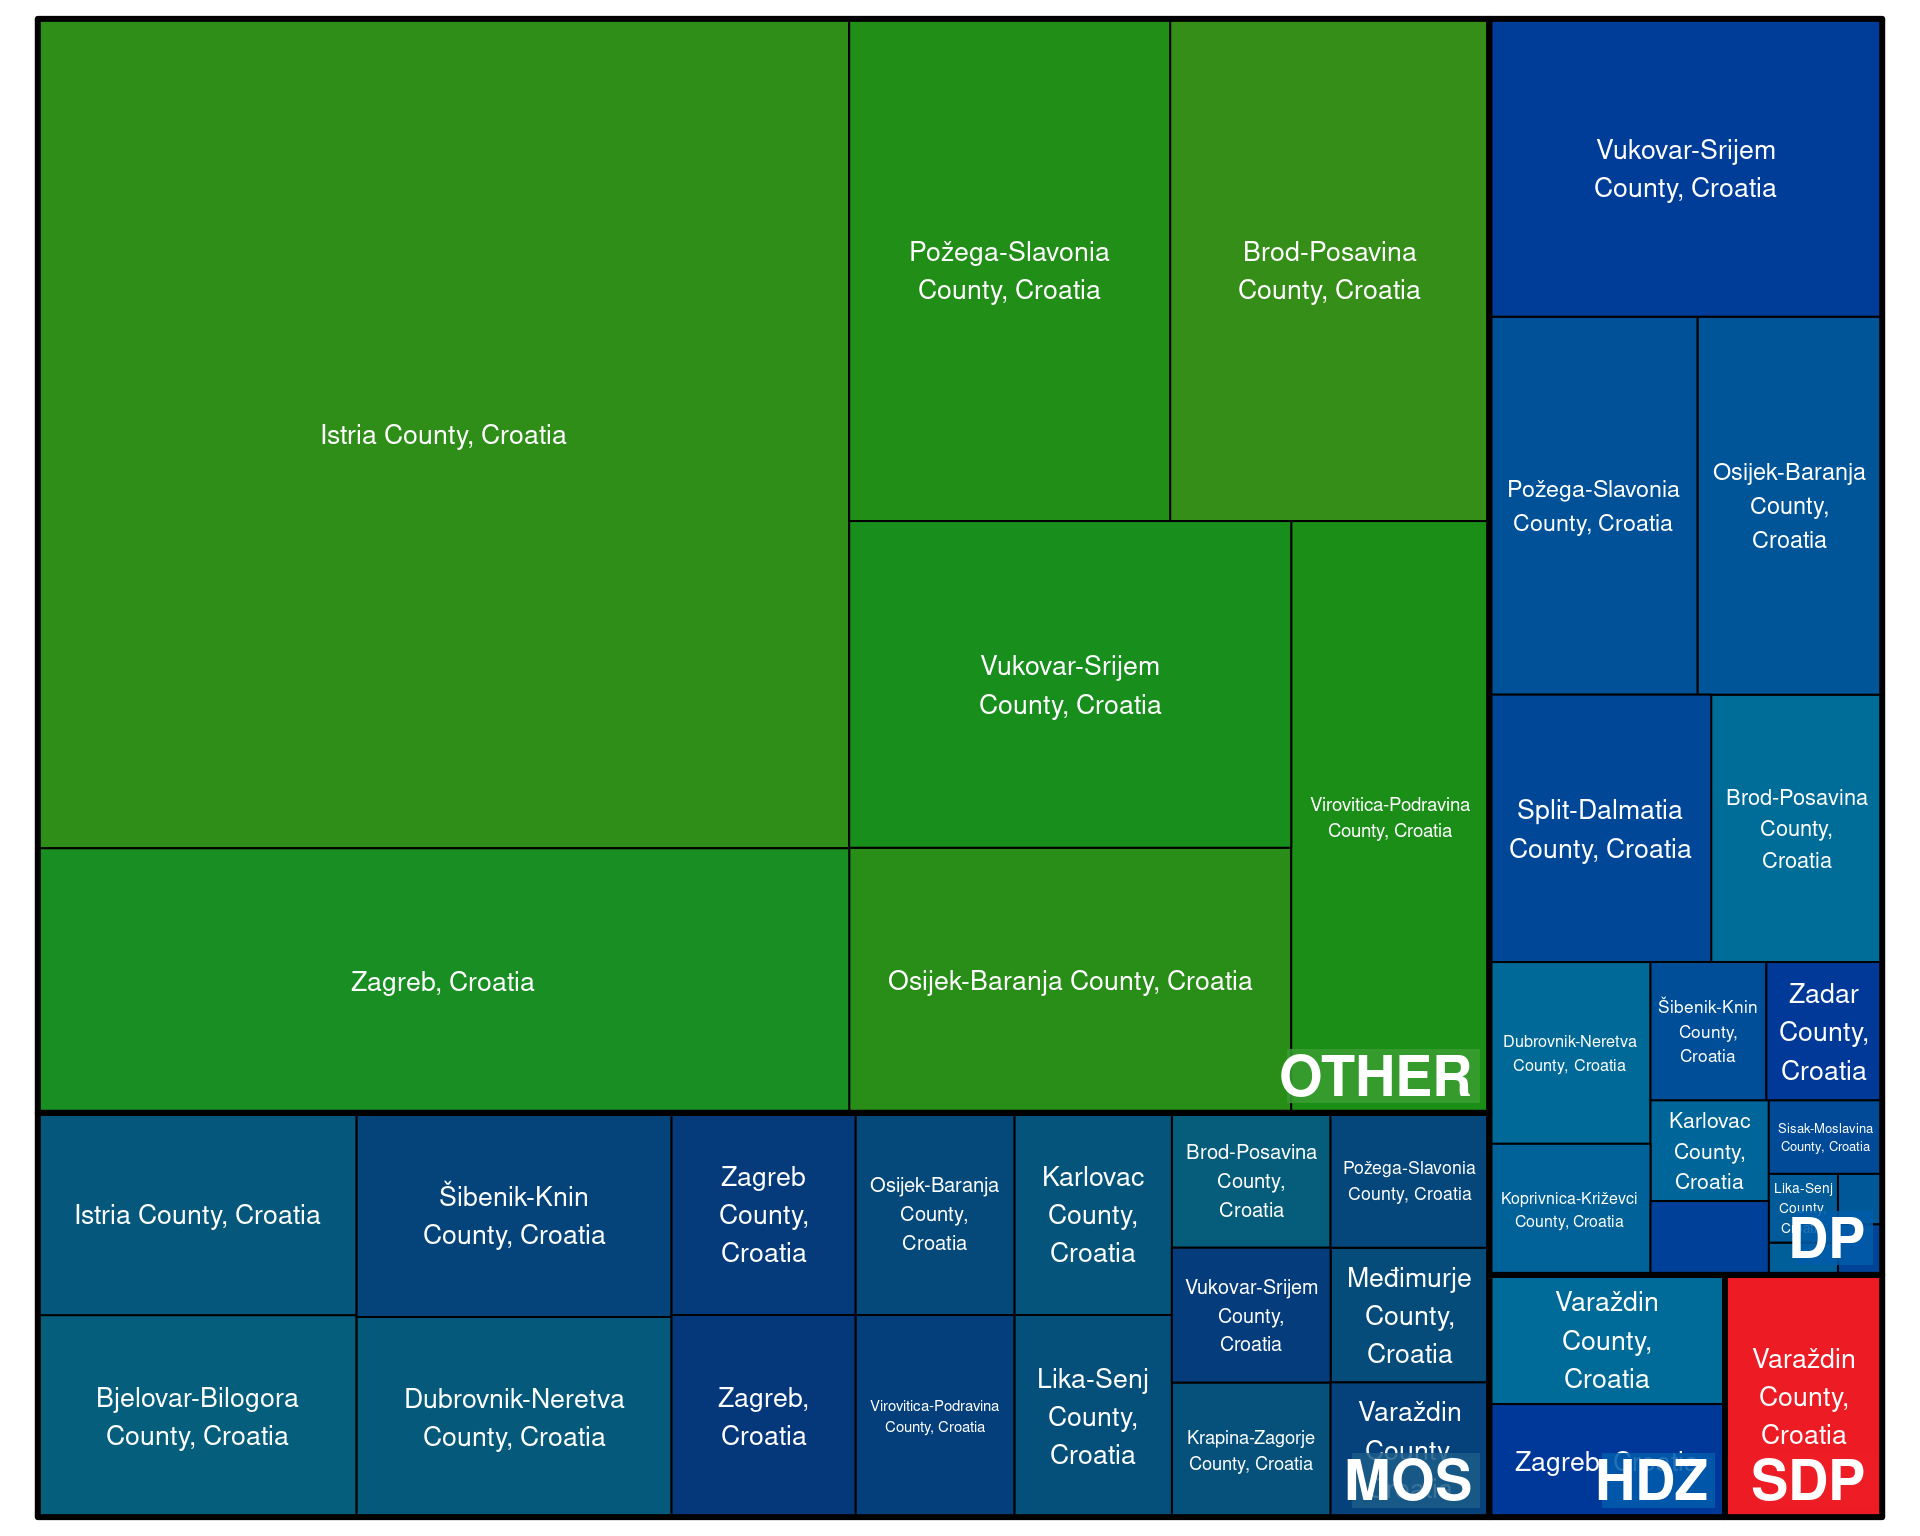 Istria County, Croatia
Zagreb, Croatia
Požega-Slavonia
County, Croatia
Brod-Posavina
County, Croatia
Vukovar-Srijem
County, Croatia
Osijek-Baranja County, Croatia
Virovitica-Podravina
County, Croatia
OTHER
Istria County, Croatia
Bjelovar-Bilogora
County, Croatia
Šibenik-Knin
County, Croatia
Dubrovnik-Neretva
County, Croatia
Zagreb
County,
Croatia
Zagreb,
Croatia
Osijek-Baranja
County,
Croatia
Virovitica-Podravina
County, Croatia
Karlovac
County,
Croatia
Lika-Senj
County,
Croatia
Brod-Posavina
County,
Croatia
Vukovar-Srijem
County,
Croatia
Krapina-Zagorje
County, Croatia
Požega-Slavonia
County, Croatia
Međimurje
County,
Croatia
Varaždin
County,
MOS
Vukovar-Srijem
County, Croatia
Požega-Slavonia
County, Croatia
Osijek-Baranja
County,
Croatia
Split-Dalmatia
County, Croatia
Brod-Posavina
County,
Croatia
Dubrovnik-Neretva
County, Croatia
Koprivnica-Križevci
County, Croatia
Šibenik-Knin
County,
Croatia
Zadar
County,
Croatia
Karlovac
County,
Croatia
Sisak-Moslavina
County, Croatia
Lika-Senj
County,
DP
Varaždin
County,
Croatia
Zagreb, Croatia
HDZ
Varaždin
County,
Croatia
SDP